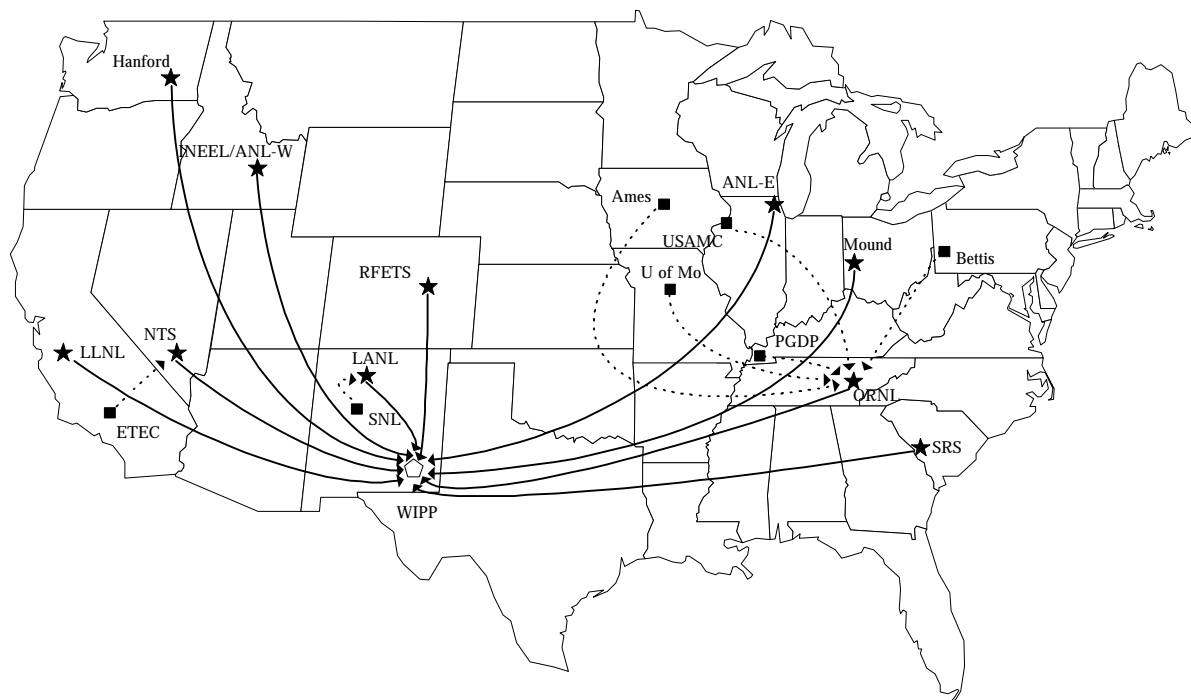 Hanford
INEEL/ANL-W
Ames
ANL-E
USAMC
Mound
Bettis
RFETS
U of Mo
NTS
LLNL
LANL
PGDP
SNL
ORNL
ETEC
SRS
WIPP